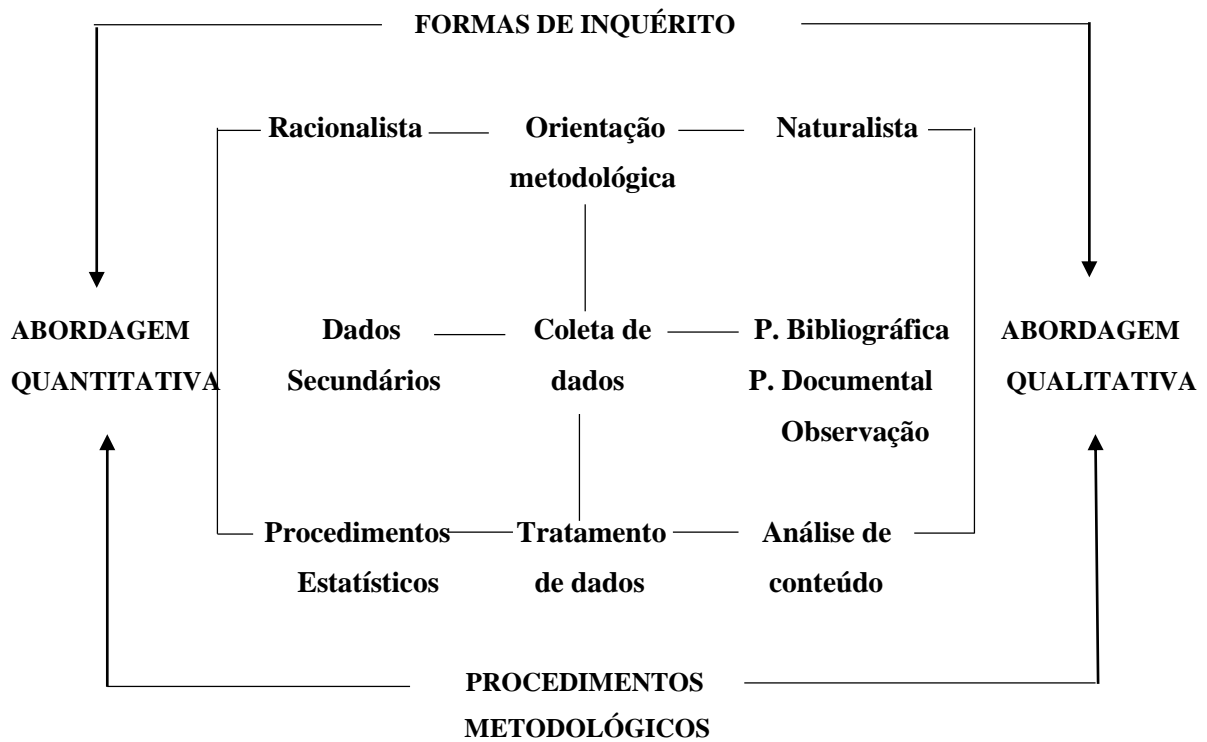 FORMAS DE INQUÉRITO
Racionalista Orientação Naturalista
metodológica
ABORDAGEM Dados Coleta de P. Bibliográfica ABORDAGEM
QUANTITATIVA Secundários dados P. Documental QUALITATIVA
Observação
Procedimentos Tratamento Análise de
Estatísticos de dados conteúdo
PROCEDIMENTOS
METODOLÓGICOS